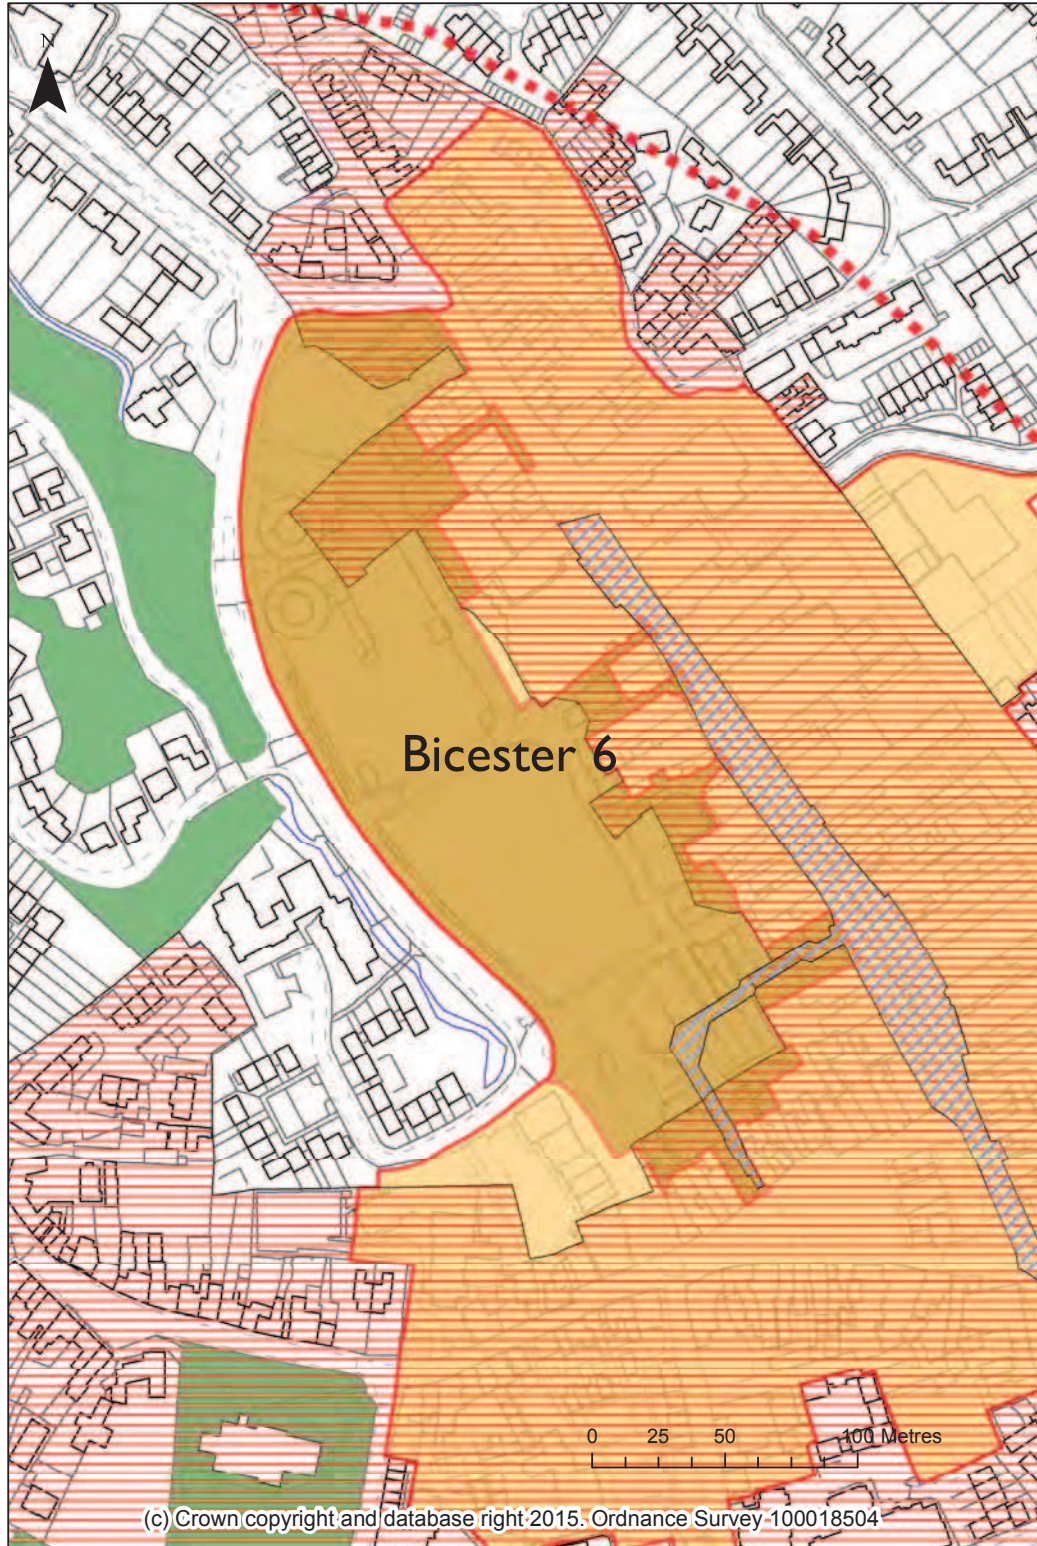 N
Bicester 6
0 25 50 100 Metres
(c) Crown copyright and database right 2015. Ordnance Survey 100018504